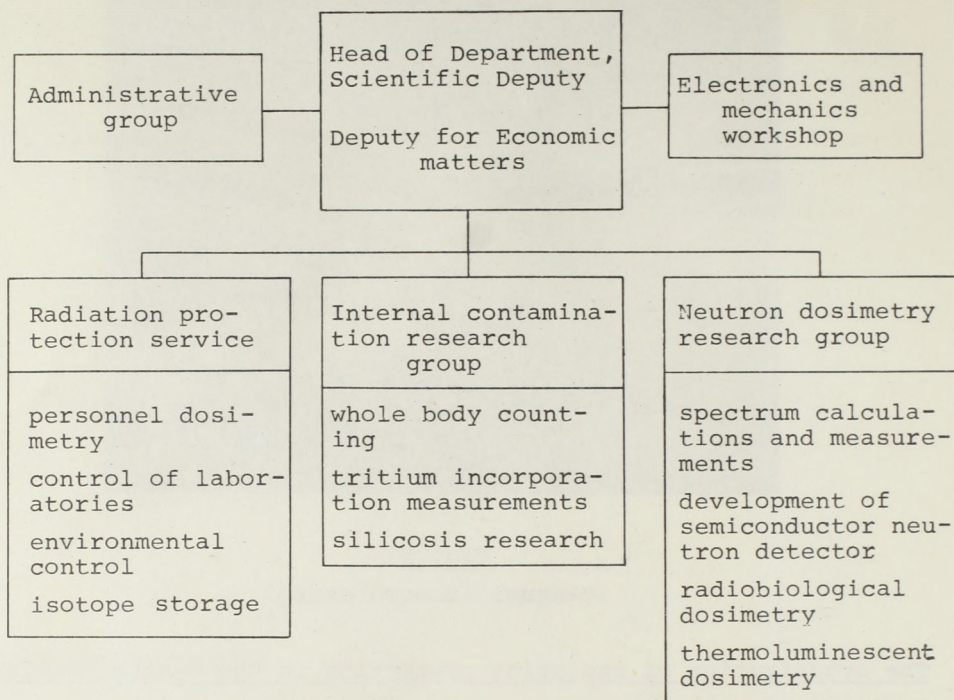 Administrative
group
Head of Department,
Scientific Deputy
Deputy for Economic
matters
Electronics and
mechanics
workshop
Radiation pro-
tection service
personnel dosi-
metry
control of labor-
atories
environmental
control
isotope storage
Internal contamina-
tion research
group
whole body count-
ing
tritium incorpora-
tion measurements
silicosis research
Neutron dosimetry
research group
spectrum calcula-
tions and measure-
ments
development of
semiconductor neu-
tron detector
radiobiological
dosimetry
thermoluminescent
dosimetry